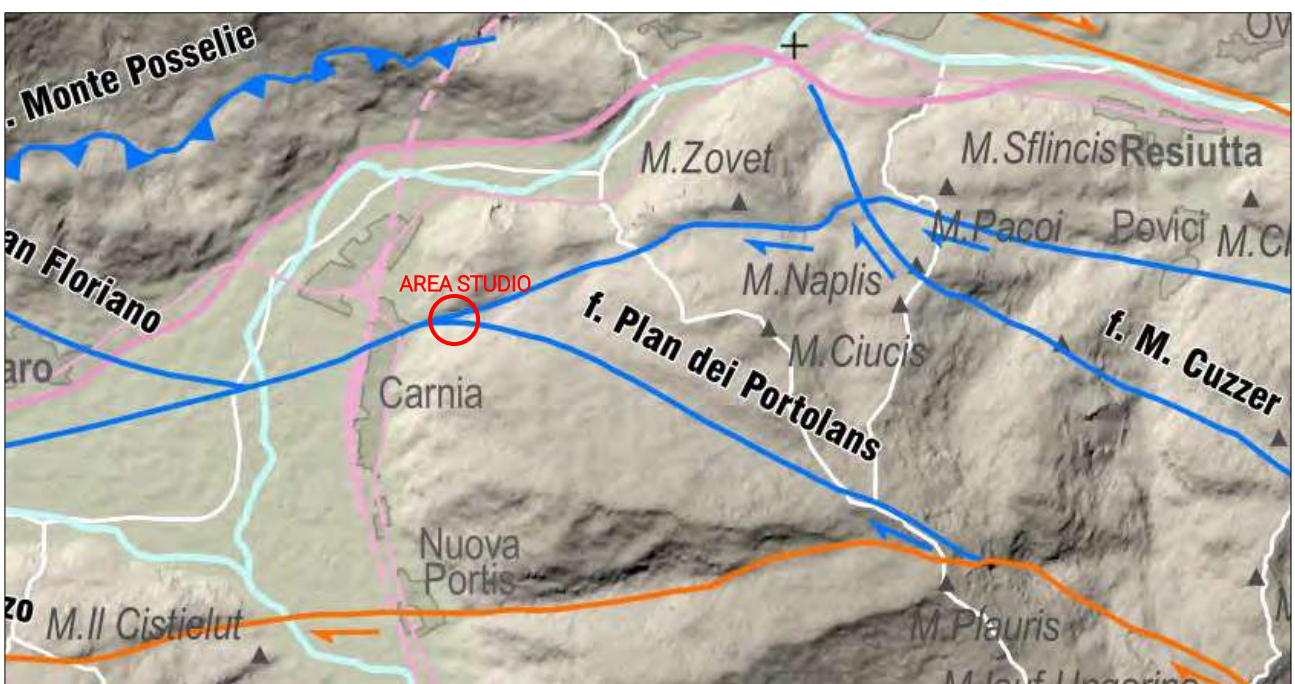 . Monte Posselie
Ov
M.Zovet
M.Sflincis
Resiutta
an Floriano
M.Pacoi
Povici
M.Cl
AREA STUDIO
M.Naplis
f. Plan dei Portolans
M.Ciucis
f. M. Cuzzer
aro
Carnia
Nuova
Portis
zo
M.Il Cistielut
M.Plauris